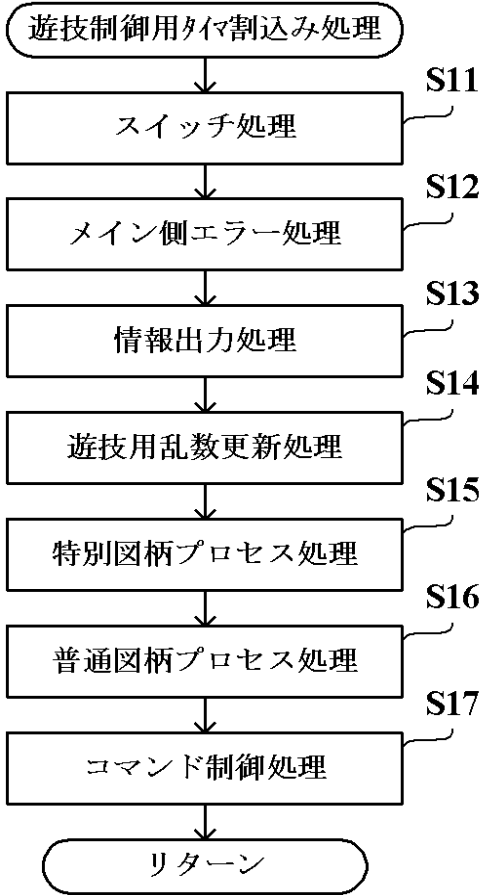 遊技制御用ﾀｲﾏ割込み処理
S11
スイッチ処理
S12
メイン側エラー処理
S13
情報出力処理
S14
遊技用乱数更新処理
S15
特別図柄プロセス処理
S16
普通図柄プロセス処理
S17
コマンド制御処理
リターン